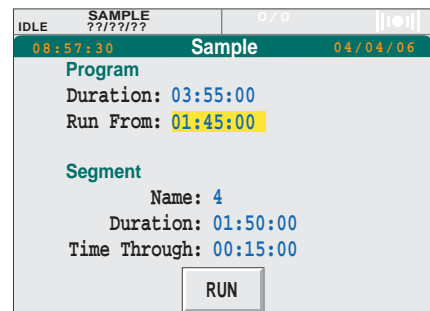 IDLE SAMPLE 0/0
??/??/??
08:57:30 Sample 04/04/06
Program
Duration: 03:55:00
Run From: 01:45:00
Segment
Name: 4
Duration: 01:50:00
Time Through: 00:15:00
RUN